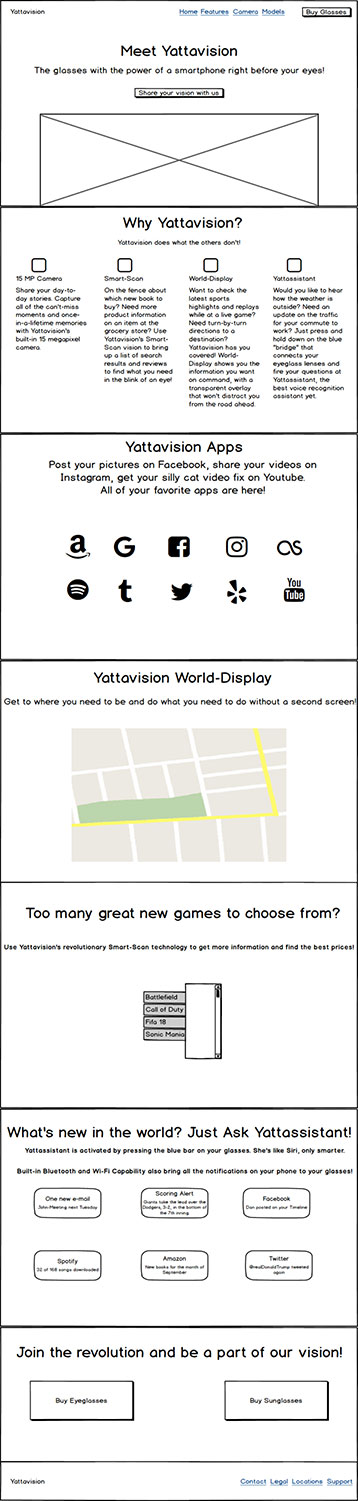 Yattavision
Home Features Camera Models
Buy Glasses
Meet Yattavision
The glasses with the power of a smartphone right before your eyes!
Share your vision with us
Why Yattavision?
Yattavision does what the others don't!
15 MP Camera
Share your day-to-
day stories. Capture
all of the can't-miss
moments and once-
in-a-lifetime memories
with Yattavision's
built-in 15 megapixel
camera.
Smart-Scan
On the fence about
which new book to
buy? Need more
product information
on an item at the
grocery store? Use
Yattavision's Smart-
Scan vision to bring
up a list of search
results and reviews
to find what you need
in the blink of an eye!
World-Display
Want to check the
latest sports
highlights and replays
while at a live game?
Need turn-by-turn
directions to a
destination?
Yattavision has you
covered! World-
Display shows you the
information you want
on command, with a
transparent overlay
that won't distract you
from the road ahead.
Yattassistant
Would you like to hear
how the weather is
outside? Need an
update on the traffic
for your commute to
work? Just press and
hold down on the blue
"bridge" that
connects your
eyeglass lenses and
fire your questions at
Yattassistant, the
best voice recognition
assistant yet.
Yattavision Apps
Post your pictures on Facebook, share your videos on
Instagram, get your silly cat video fix on Youtube.
All of your favorite apps are here!
You
Tube
Yattavision World-Display
Get to where you need to be and do what you need to do without a second screen!
Too many great new games to choose from?
Use Yattavision's revolutionary Smart-Scan technology to get more information and find the best prices!
Battlefield
Call of Duty
Fifa 18
Sonic Mania
What's new in the world? Just Ask Yattassistant!
Yattassistant is activated by pressing the blue bar on your glasses. She's like Siri, only smarter.
Built-in Bluetooth and Wi-Fi Capability also bring all the notifications on your phone to your glasses!
One new e-mail
John-Meeting next Tuesday
Scoring Alert
Giants take the lead over the
Dodgers, 3-2, in the bottom of
the 7th inning.
Facebook
Dan posted on your Timeline
Spotify
32 of 168 songs downloaded
Amazon
New books for the month of
September
Twitter
@realDonaldTrump tweeted
again
Join the revolution and be a part of our vision!
Buy Eyeglasses
Buy Sunglasses
Yattavision
Contact Legal Locations Support